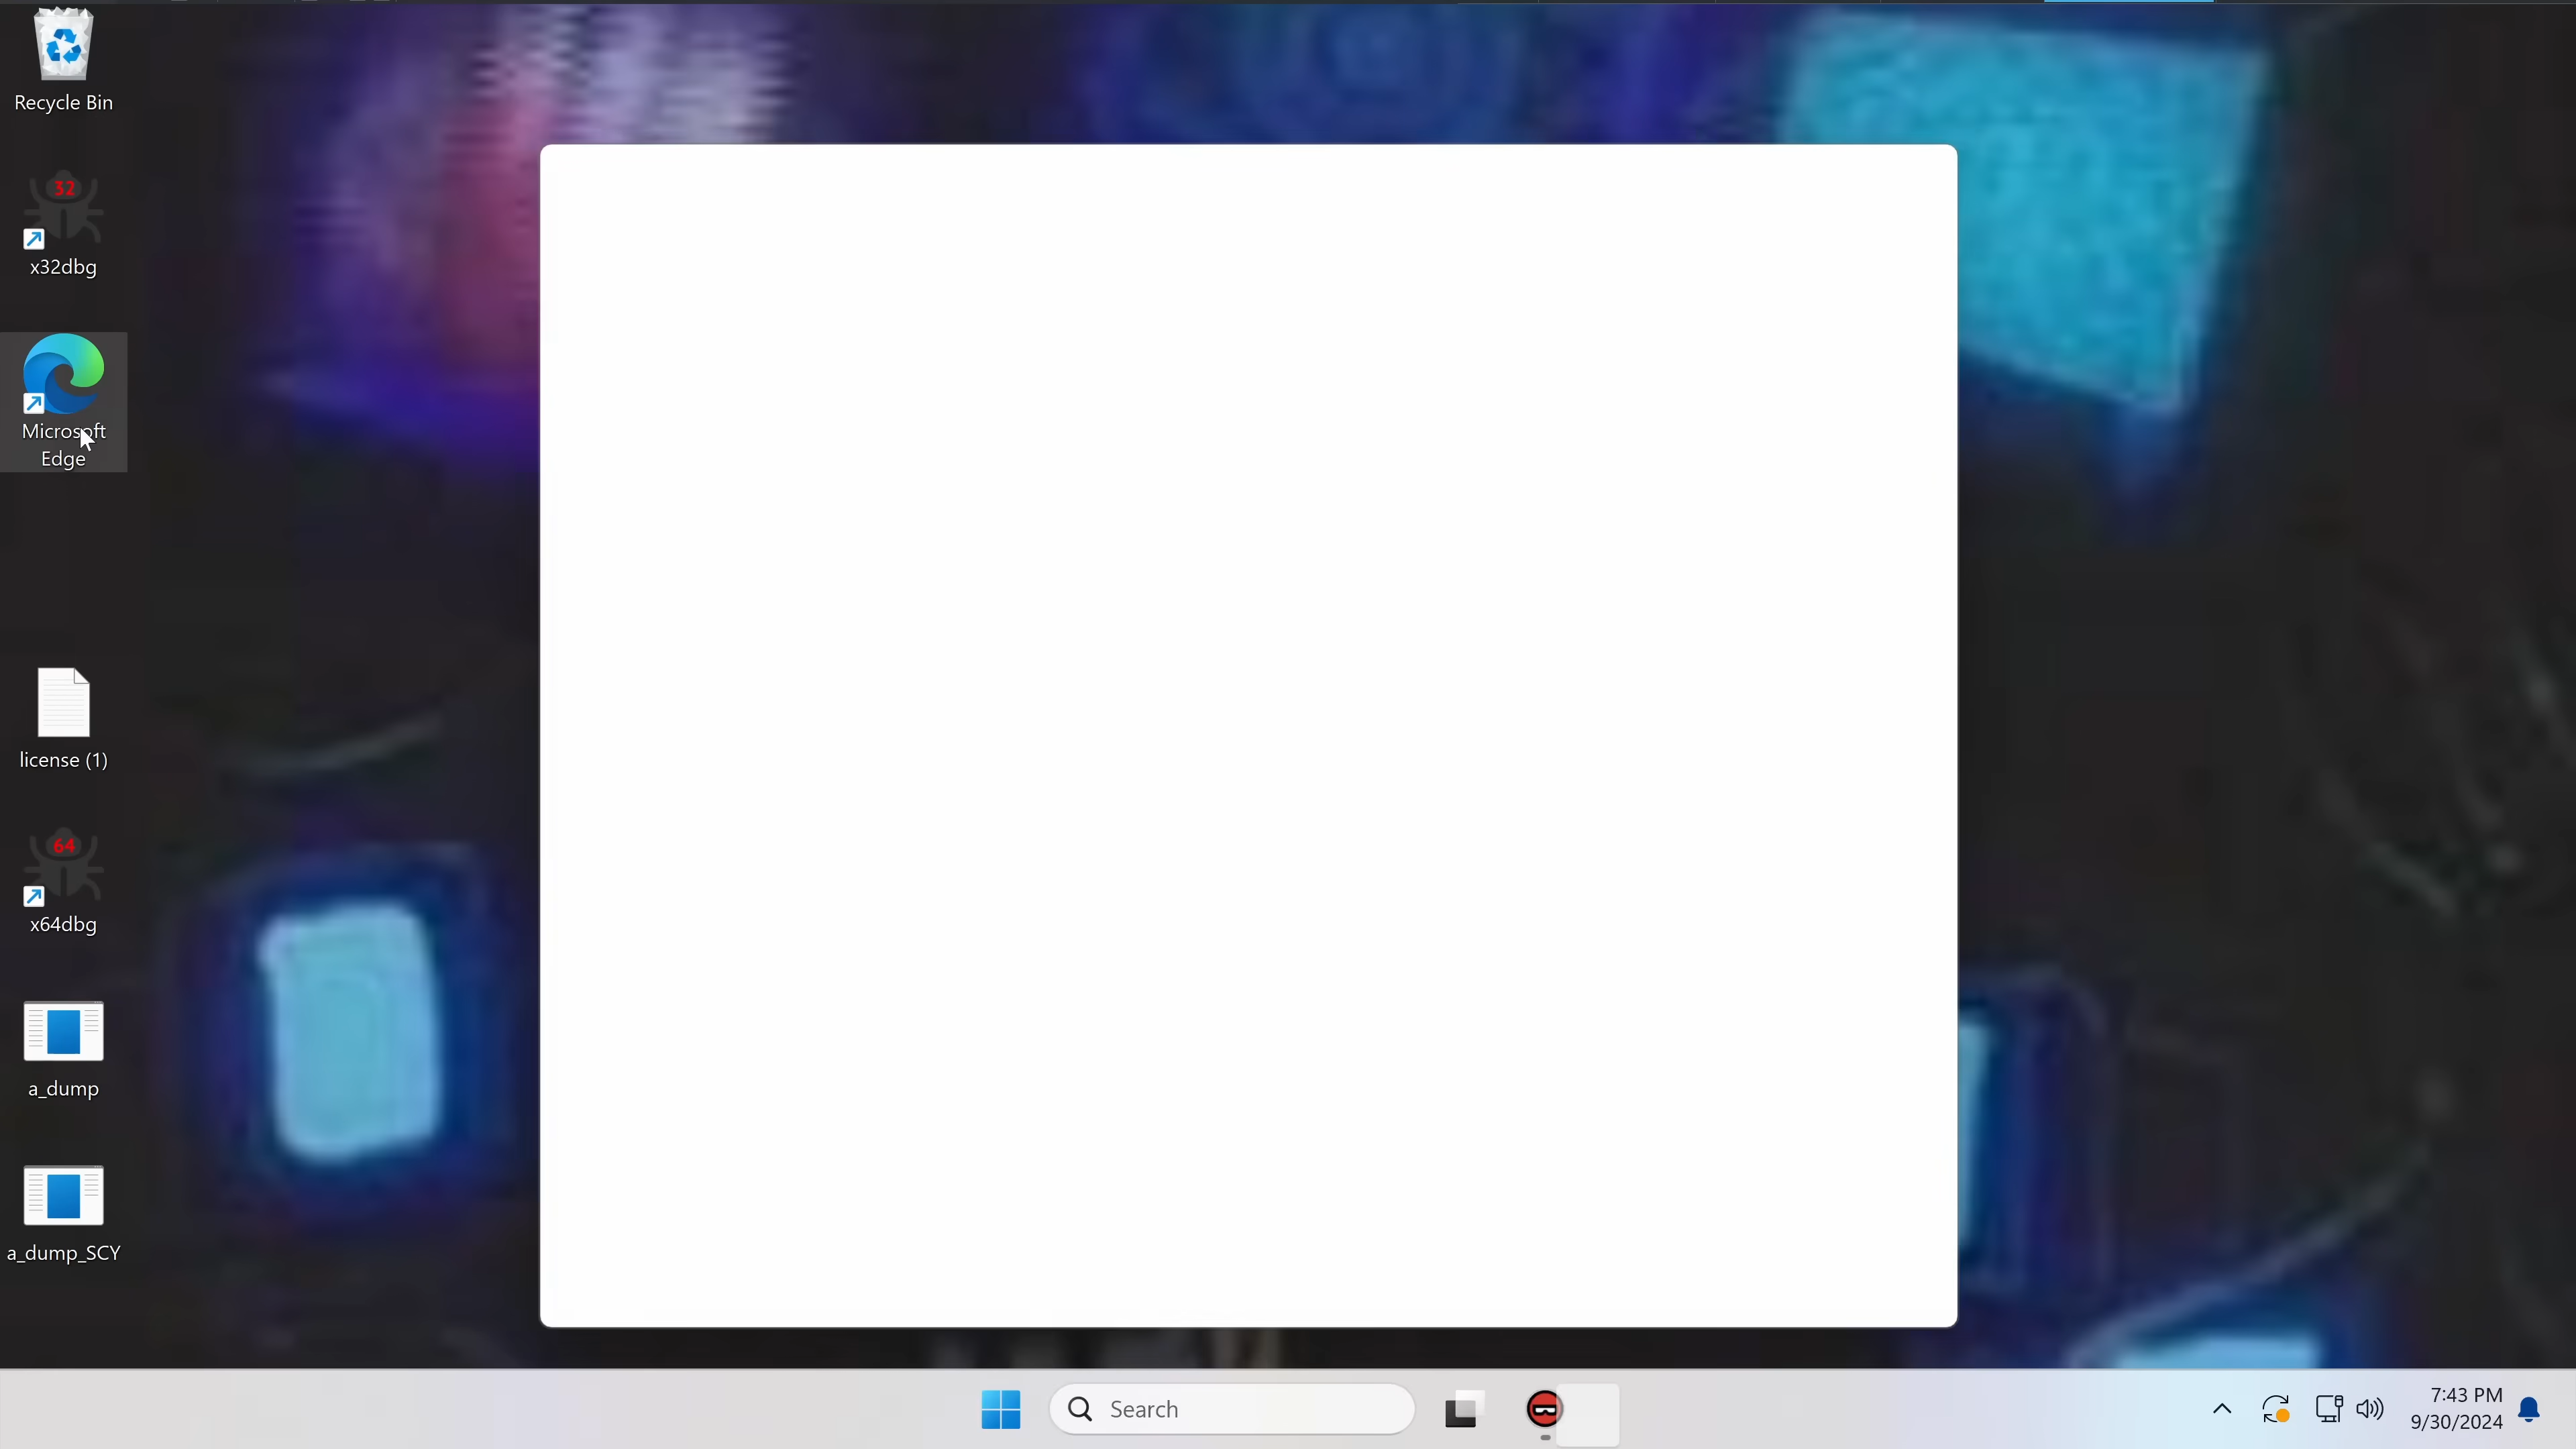 Recycle Bin
32
x32dbg
Microsoft
Edge
license (1)
64
x64dbg
a_dump
a_dump_SCY
Search
7:43 PM
9/30/2024